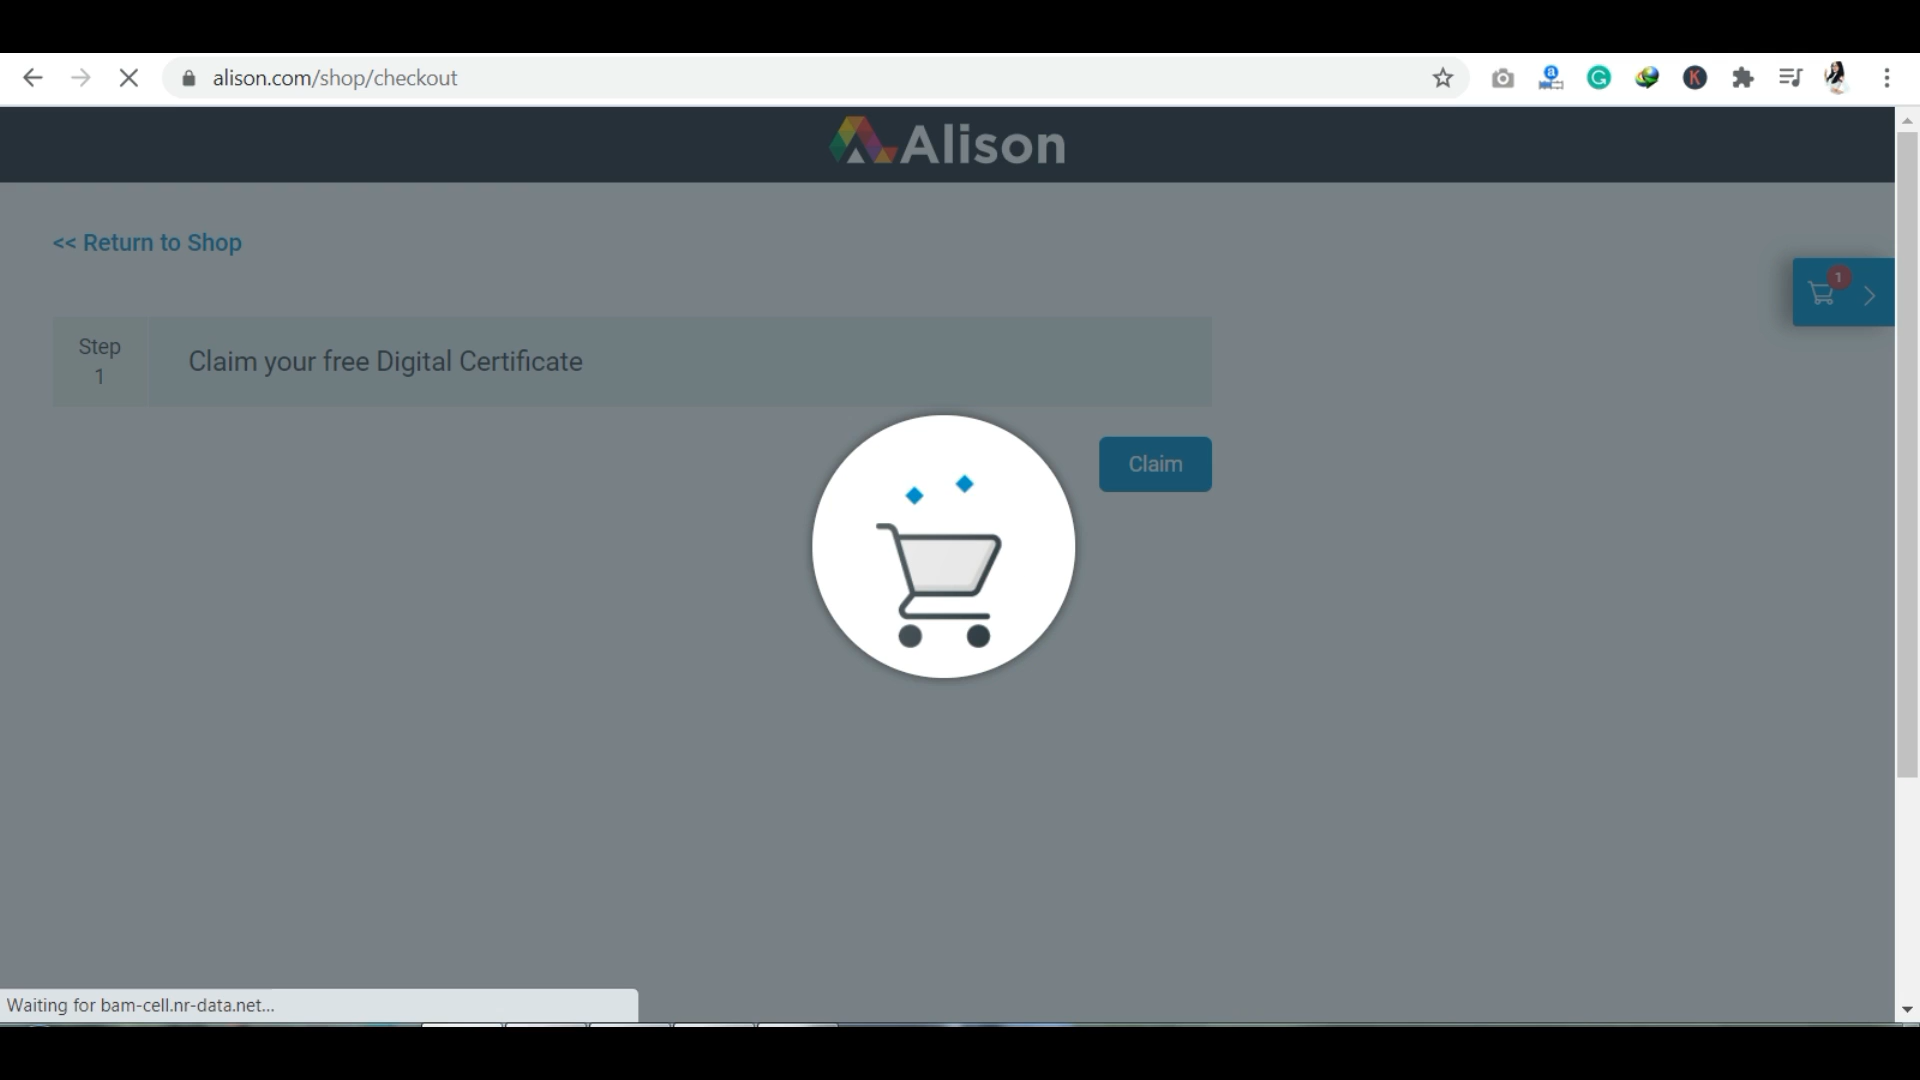 alison.com/shop/checkout
Alison
<< Return to Shop
1
Step
1
Claim your free Digital Certificate
Claim
Waiting for bam-cell.nr-data.net...